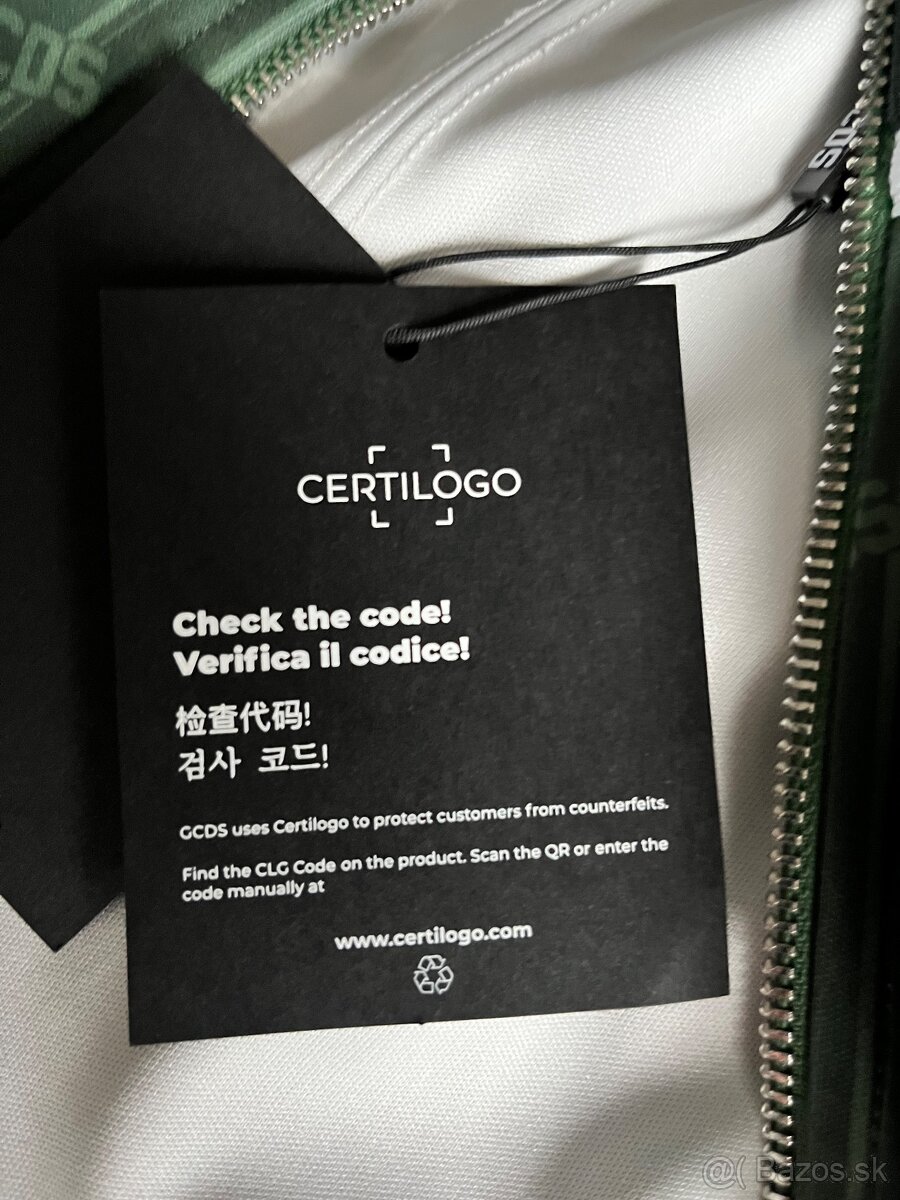 CDS
CERTILOGO
Check the code!
Verifica il codice!
检查代码!
검사 코드!
GCDS uses Certilogo to protect customers from counterfeits.
Find the CLG Code on the product. Scan the QR or enter the
code manually at
www.certilogo.com
@( Bazos.sk